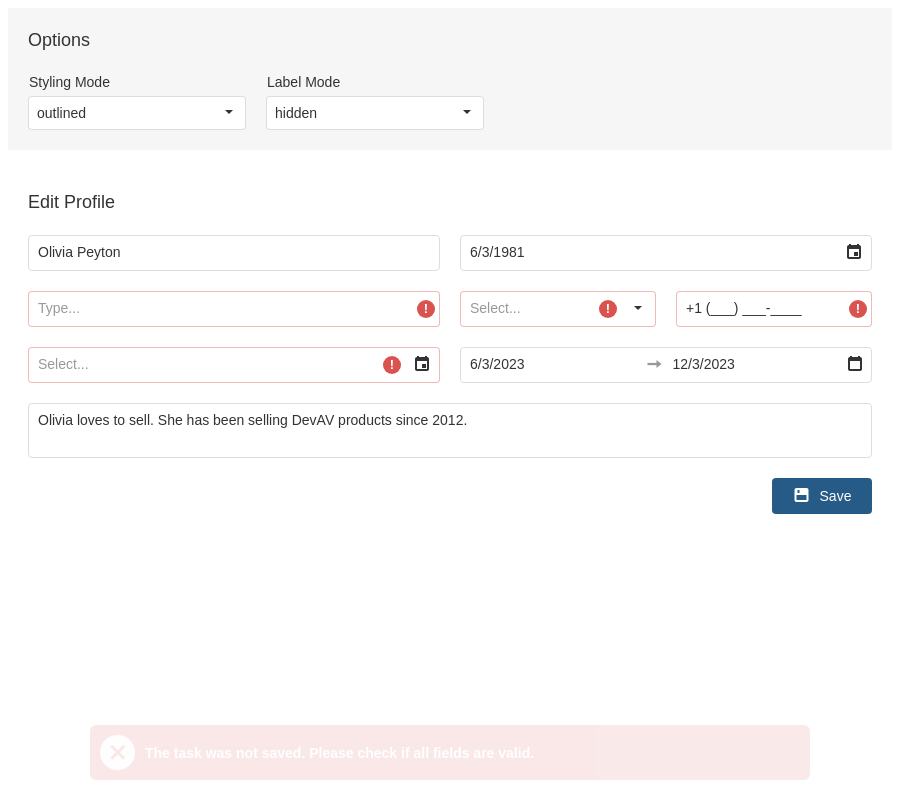 Options
Styling Mode Label Mode
outlined hidden
Edit Profile
Olivia Peyton 6/3/1981
Type... Select... +1 (___) ___-____
Select... 6/3/2023 12/3/2023
Olivia loves to sell. She has been selling DevAV products since 2012.
Save
The task was not saved. Please check if all fields are valid.